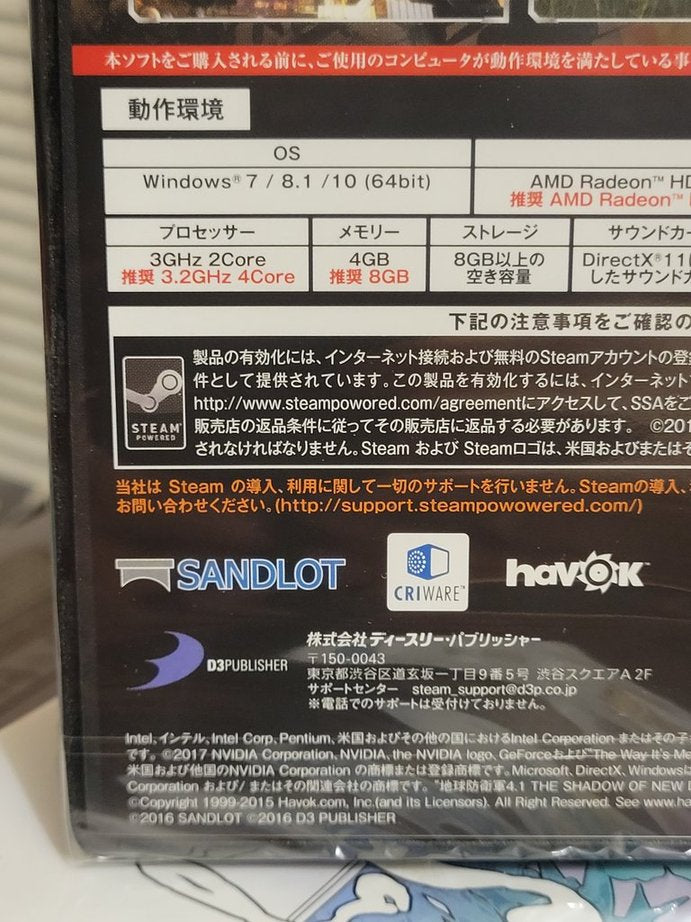 本ソフトをご購入される前に、ご使用のコンピュータが動作環境を満たしている事
動作環境
OS
Windows® 7 / 8.1 /10 (64bit)
AMD Radeon™ HD
推奨 AMD Radeon™
プロセッサー
メモリー
ストレージ
サウンドカー
3GHz 2Core
推奨 3.2GHz 4Core
4GB
推奨 8GB
8GB以上の
空き容量
DirectX®11に
したサウンドカ
下記の注意事項をご確認の
製品の有効化には、インターネット接続および無料のSteamアカウントの登録
件として提供されています。この製品を有効化するには、インターネット
http://www.steampowored.com/agreementにアクセスして、SSAをご
販売店の返品条件に従ってその販売店に返品する必要があります。 ©201
されなければなりません。Steam および Steamロゴは、米国およびまたはそ
STEAM
POWERED
当社は Steam の導入、利用に関して一切のサポートを行いません。Steamの導入、
お問い合わせください。(http://support.steampowowered.com/)
SANDLOT
CRIWARE™
havok™
D3PUBLISHER
株式会社ディースリー・パブリッシャー
〒150-0043
東京都渋谷区道玄坂一丁目9番5号 渋谷スクエアA 2F
サポートセンター steam_support@d3p.co.jp
※電話でのサポートは受付けておりません。
Intel、インテル、Intel Corp、Pentium、米国およびその他の国におけるIntel Corporation またはその子
です。 ©2017 NVIDIA Corporation, NVIDIA, the NVIDIA logo, GeForceおよび"The Way It's Me
米国および他国のNVIDIA Corporation の商標または登録商標です。Microsoft、DirectX、Windowsは
Corporation および/ またはその関連会社の商標です。 "地球防衛軍4.1 THE SHADOW OF NEW D
©Copyright 1999-2015 Havok.com, Inc.(and its Licensors). All Right Reserved. See www.ha
©2016 SANDLOT ©2016 D3 PUBLISHER